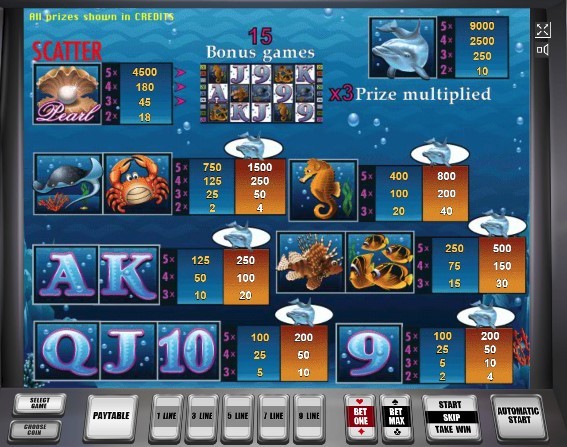 All prizes shown in CREDITS
SCATTER
Pearl
5x 4500
4x 180
3x 45
2x 18
15
Bonus games
x3 Prize multiplied
5x 9000
4x 2500
3x 250
2x 10
5x 750 1500
4x 125 250
3x 25 50
2x 2 4
5x 400 800
4x 100 200
3x 20 40
A K
5x 125 250
4x 50 100
3x 10 20
5x 250 500
4x 75 150
3x 15 30
Q J 10
5x 100 200
4x 25 50
3x 5 10
9
5x 100 200
4x 25 50
3x 5 10
2x 2 4
SELECT GAME
CHOOSE COIN
PAYTABLE
1 LINE
3 LINE
5 LINE
7 LINE
9 LINE
BET ONE
BET MAX
START
SKIP
TAKE WIN
AUTOMATIC START